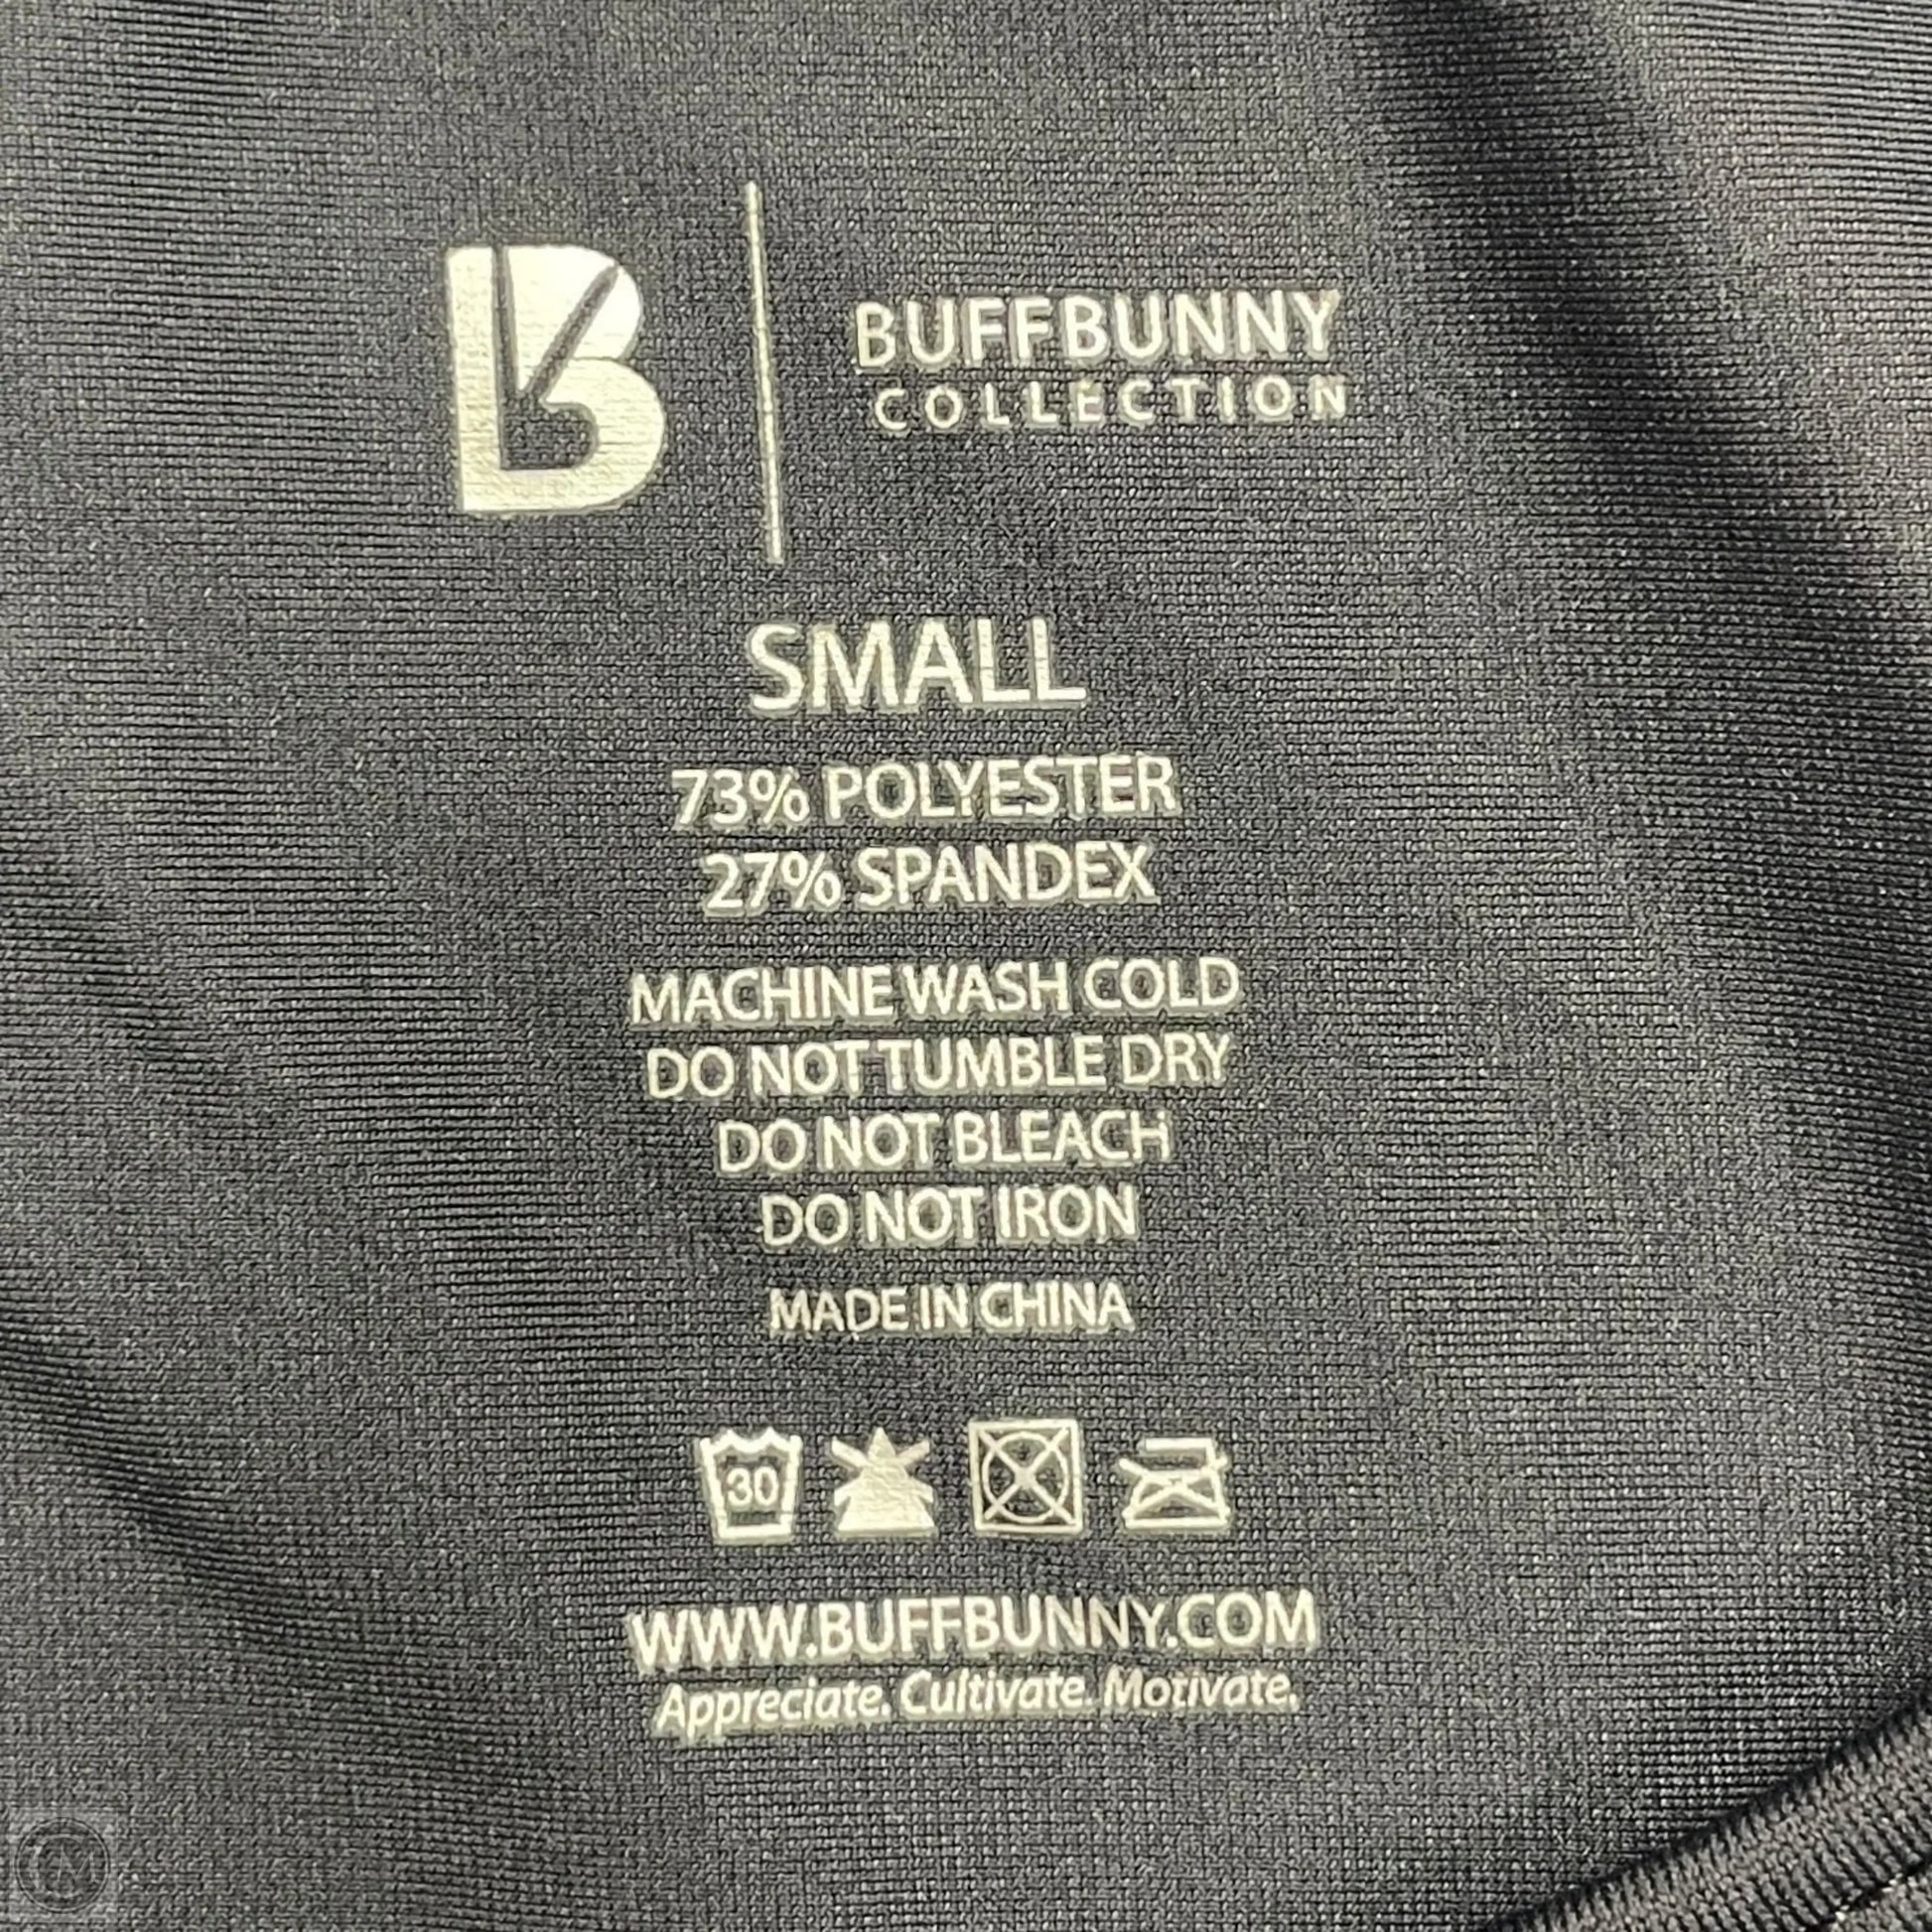 B
BUFFBUNNY
COLLECTION
SMALL
73% POLYESTER
27% SPANDEX
MACHINE WASH COLD
DO NOT TUMBLE DRY
DO NOT BLEACH
DO NOT IRON
MADE IN CHINA
30
WWW.BUFFBUNNY.COM
Appreciate. Cultivate. Motivate.